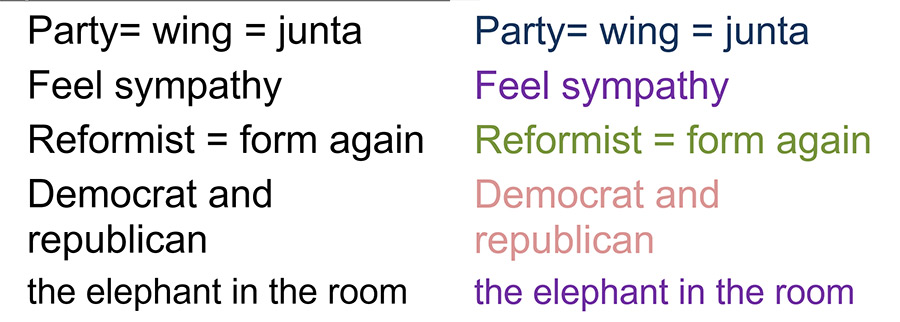 Party= wing = junta
Feel sympathy
Reformist = form again
Democrat and
republican
the elephant in the room
Party= wing = junta
Feel sympathy
Reformist = form again
Democrat and
republican
the elephant in the room